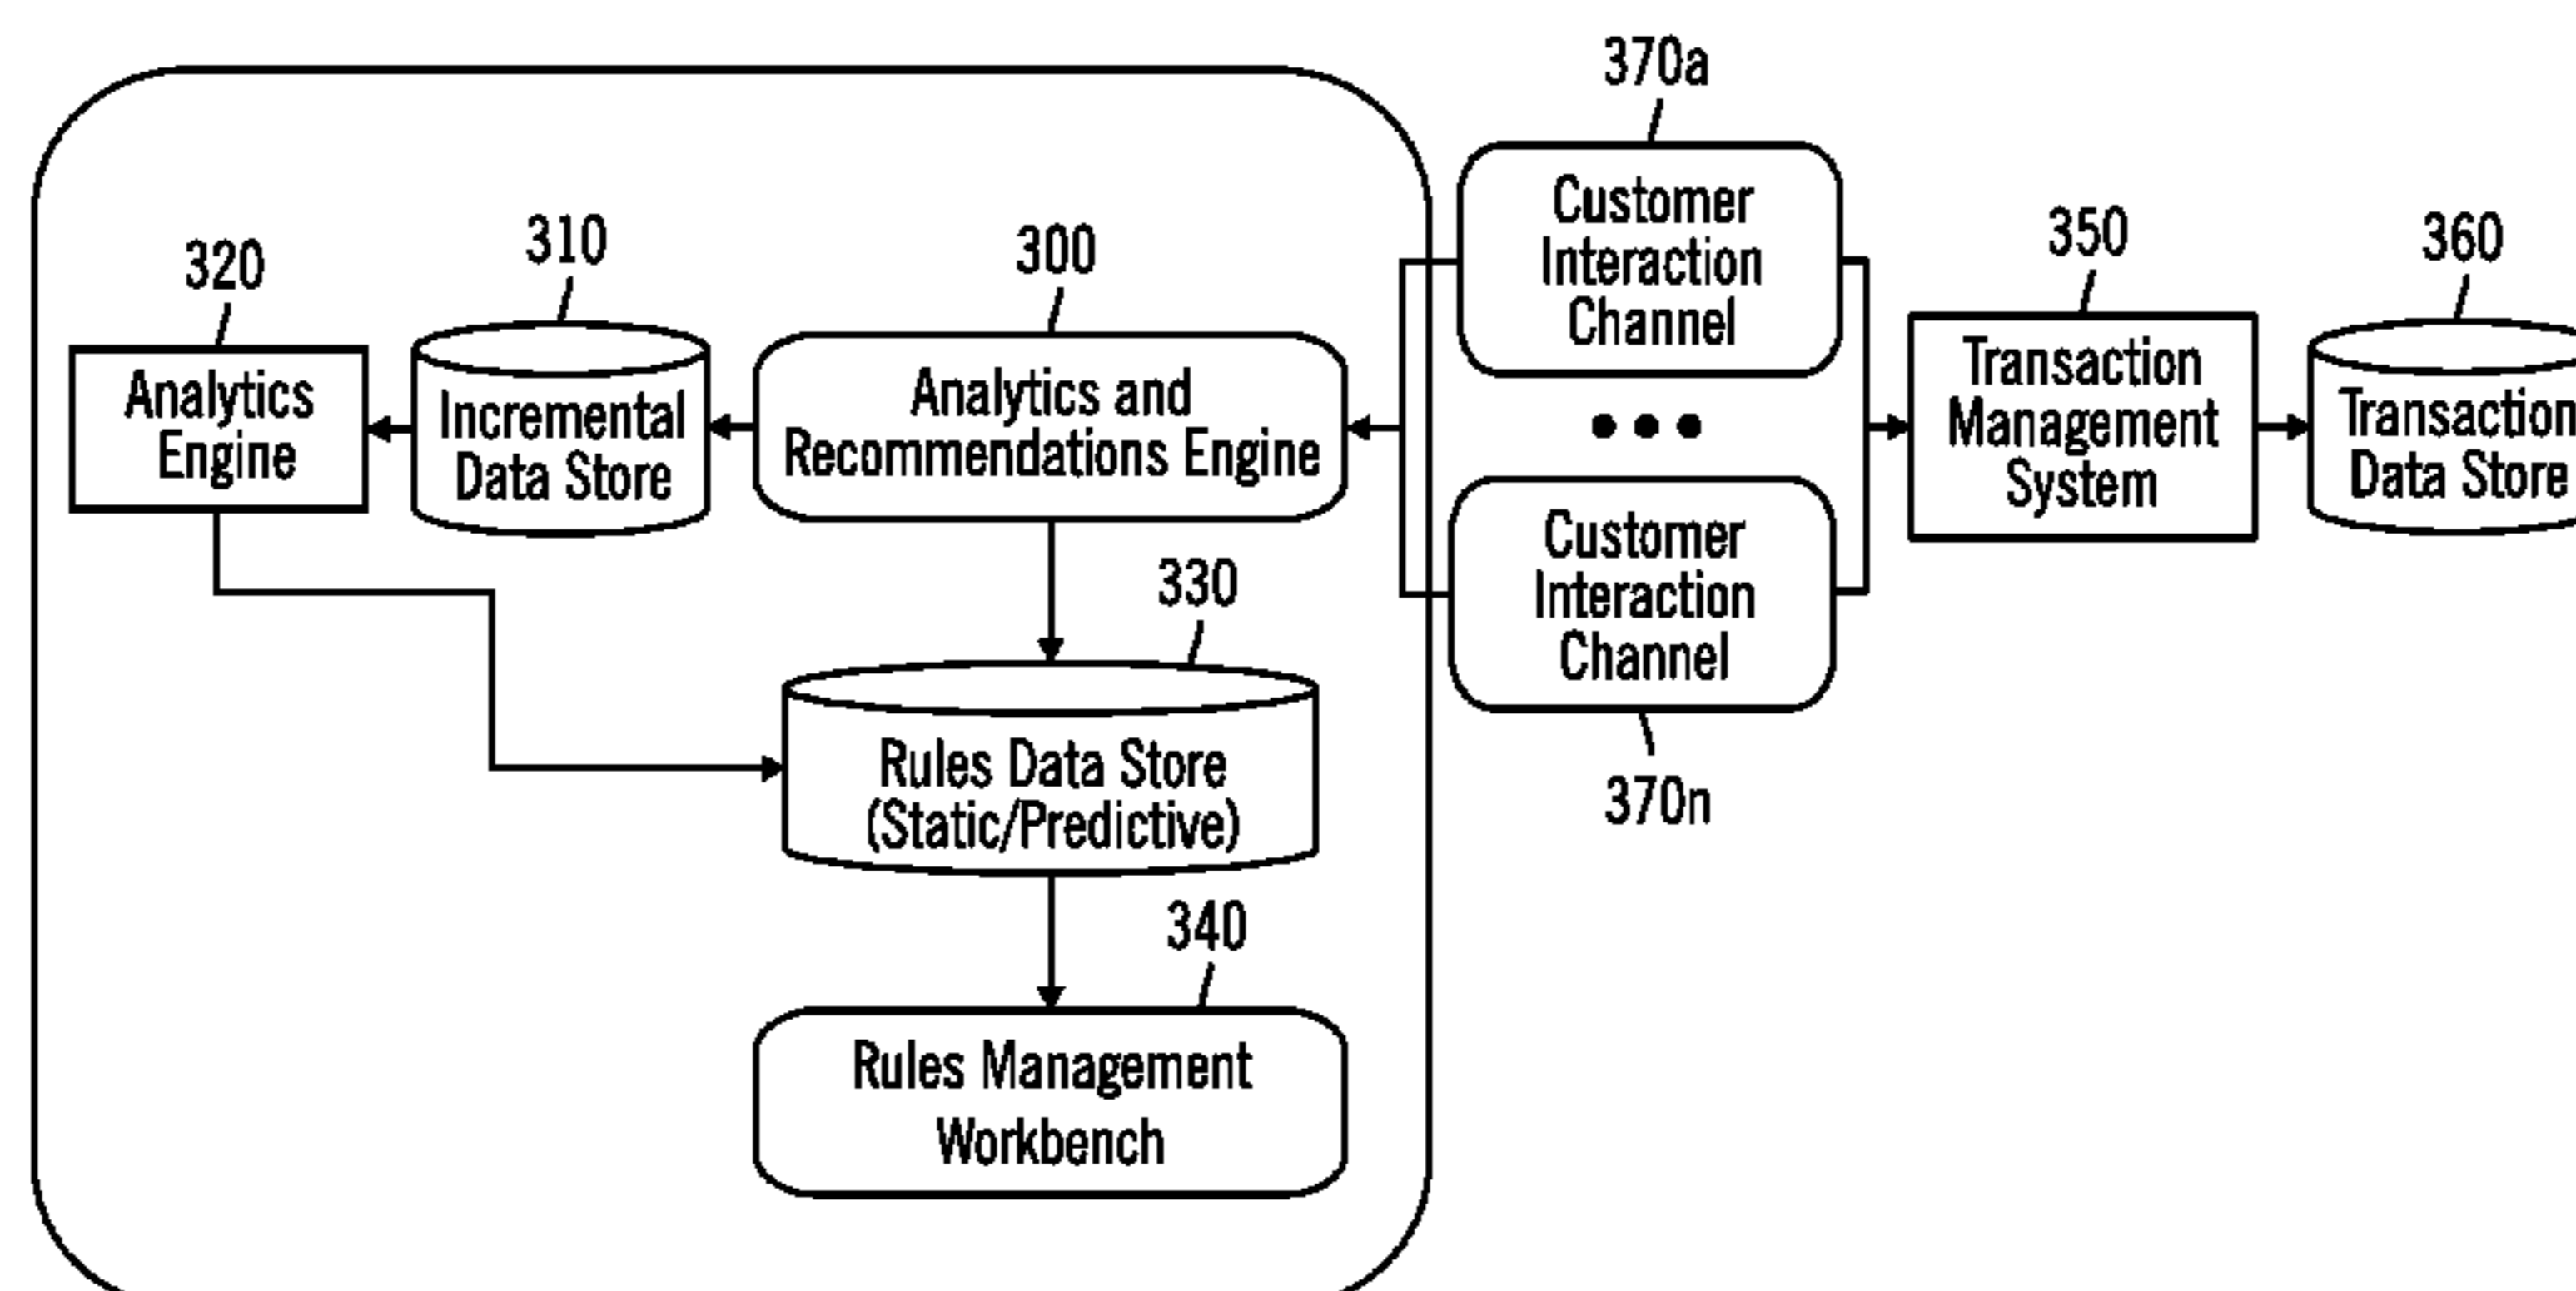 370a
Customer
Interaction
Channel
320
310
300
350
360
Analytics
Engine
Incremental
Data Store
Analytics and
Recommendations Engine
Transaction
Management
System
Transaction
Data Store
Customer
Interaction
Channel
370n
330
Rules Data Store
(Static/Predictive)
340
Rules Management
Workbench